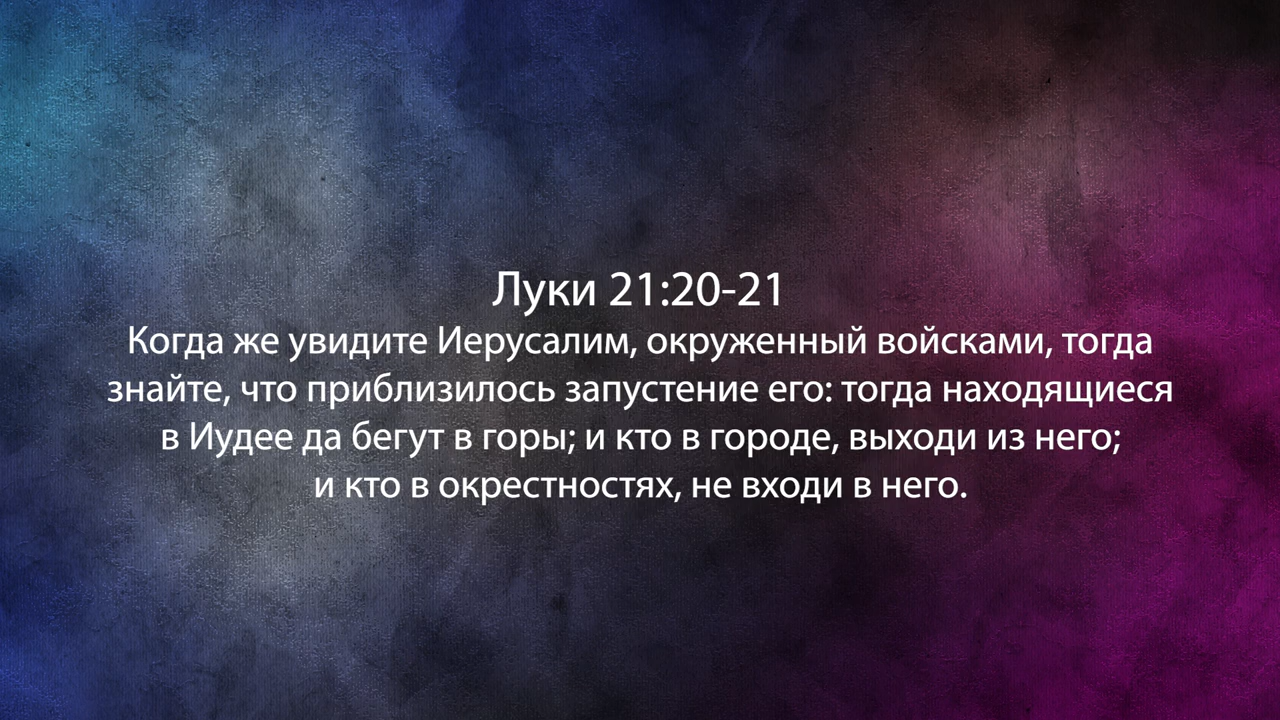 Луки 21:20-21
Когда же увидите Иерусалим, окруженный войсками, тогда
знайте, что приблизилось запустение его: тогда находящиеся
в Иудее да бегут в горы; и кто в городе, выходи из него;
и кто в окрестностях, не входи в него.